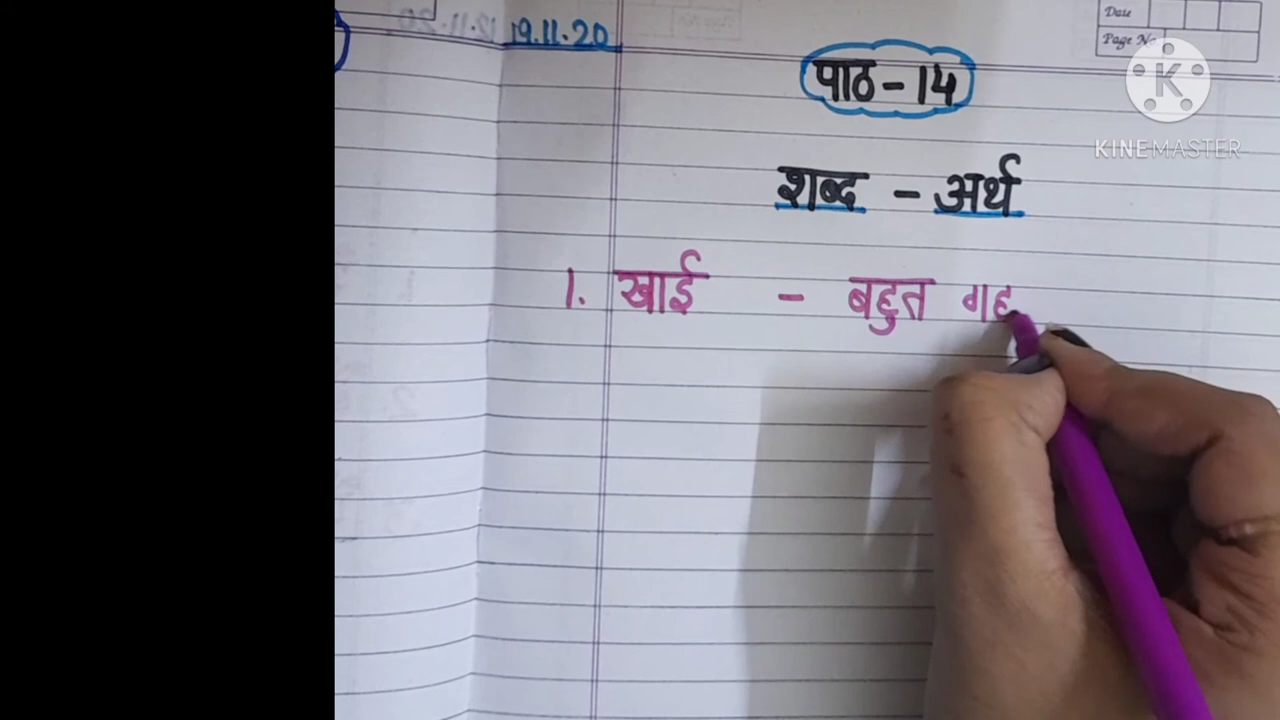 19.11.20
Date
Page No
पाठ - 14
KINEMASTER
शब्द - अर्थ
1. खाई - बहुत गह